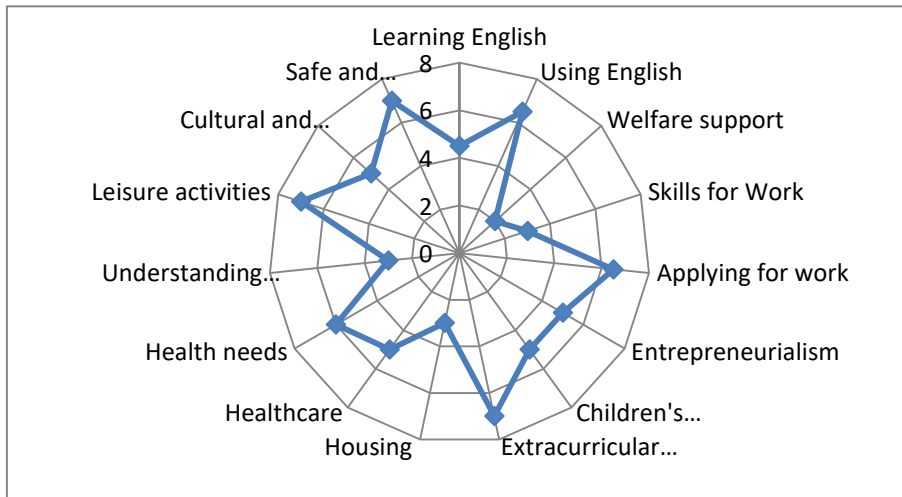 Learning English
Using English
Welfare support
Skills for Work
Applying for work
Entrepreneurialism
Children's...
Extracurricular...
Housing
Healthcare
Health needs
Understanding...
Leisure activities
Cultural and...
Safe and...
8
6
4
2
0